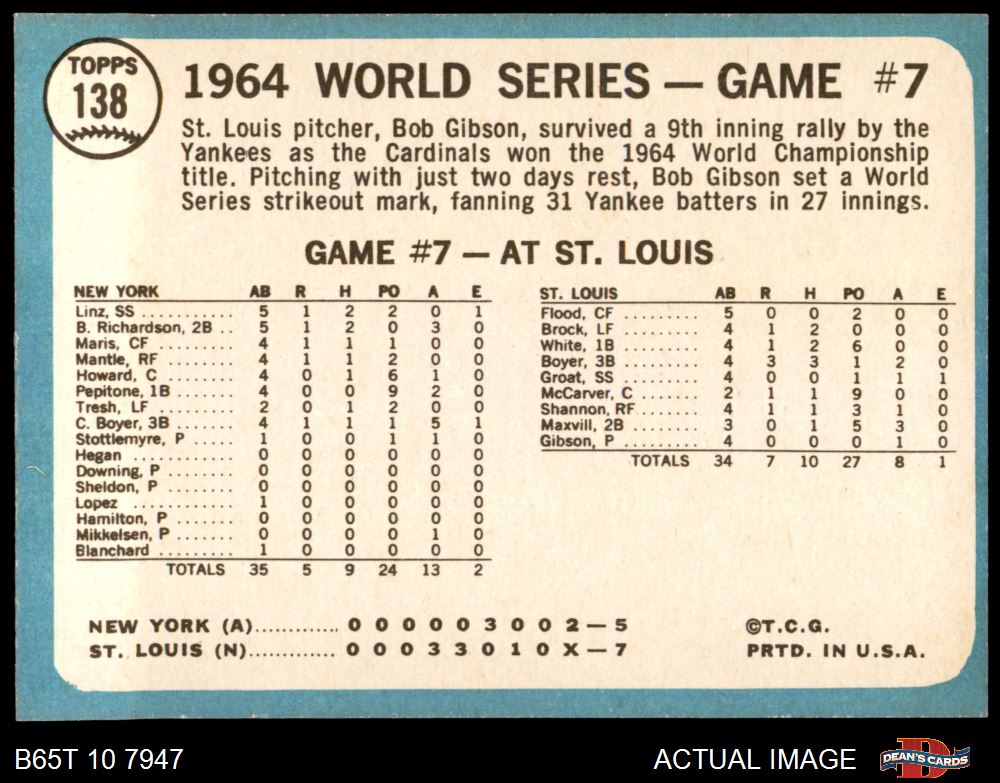 TOPPS
138
1964 WORLD SERIES — GAME #7
St. Louis pitcher, Bob Gibson, survived a 9th inning rally by the
Yankees as the Cardinals won the 1964 World Championship
title. Pitching with just two days rest, Bob Gibson set a World
Series strikeout mark, fanning 31 Yankee batters in 27 innings.
GAME #7 — AT ST. LOUIS
NEW YORK AB R H PO A E
Linz, SS ............ 5 1 2 2 0 1
B. Richardson, 2B .. 5 1 2 0 3 0
Maris, CF .......... 4 1 1 1 0 0
Mantle, RF ......... 4 1 1 2 0 0
Howard, C ......... 4 0 1 6 1 0
Pepitone, 1B ....... 4 0 0 9 2 0
Tresh, LF .......... 2 0 1 2 0 0
C. Boyer, 3B ....... 4 1 1 1 5 1
Stottlemyre, P ..... 1 0 0 1 1 0
Hegan ............. 0 0 0 0 0 0
Downing, P ........ 0 0 0 0 0 0
Sheldon, P ......... 0 0 0 0 0 0
Lopez ............. 1 0 0 0 0 0
Hamilton, P ....... 0 0 0 0 0 0
Mikkelsen, P ....... 0 0 0 0 1 0
Blanchard ......... 1 0 0 0 0 0
TOTALS 35 5 9 24 13 2
ST. LOUIS AB R H PO A E
Flood, CF .......... 5 0 0 2 0 0
Brock, LF .......... 4 1 2 0 0 0
White, 1B .......... 4 1 2 6 0 0
Boyer, 3B .......... 4 3 3 1 2 0
Groat, SS .......... 4 0 0 1 1 1
McCarver, C ....... 2 1 1 9 0 0
Shannon, RF ....... 4 1 1 3 1 0
Maxvill, 2B ........ 3 0 1 5 3 0
Gibson, P .......... 4 0 0 0 1 0
TOTALS 34 7 10 27 8 1
NEW YORK (A)............. 0 0 0 0 0 3 0 0 2 — 5
ST. LOUIS (N)............. 0 0 0 3 3 0 1 0 X — 7
©T.C.G.
PRTD. IN U.S.A.
B65T 10 7947
ACTUAL IMAGE
D
DEAN'S CARDS